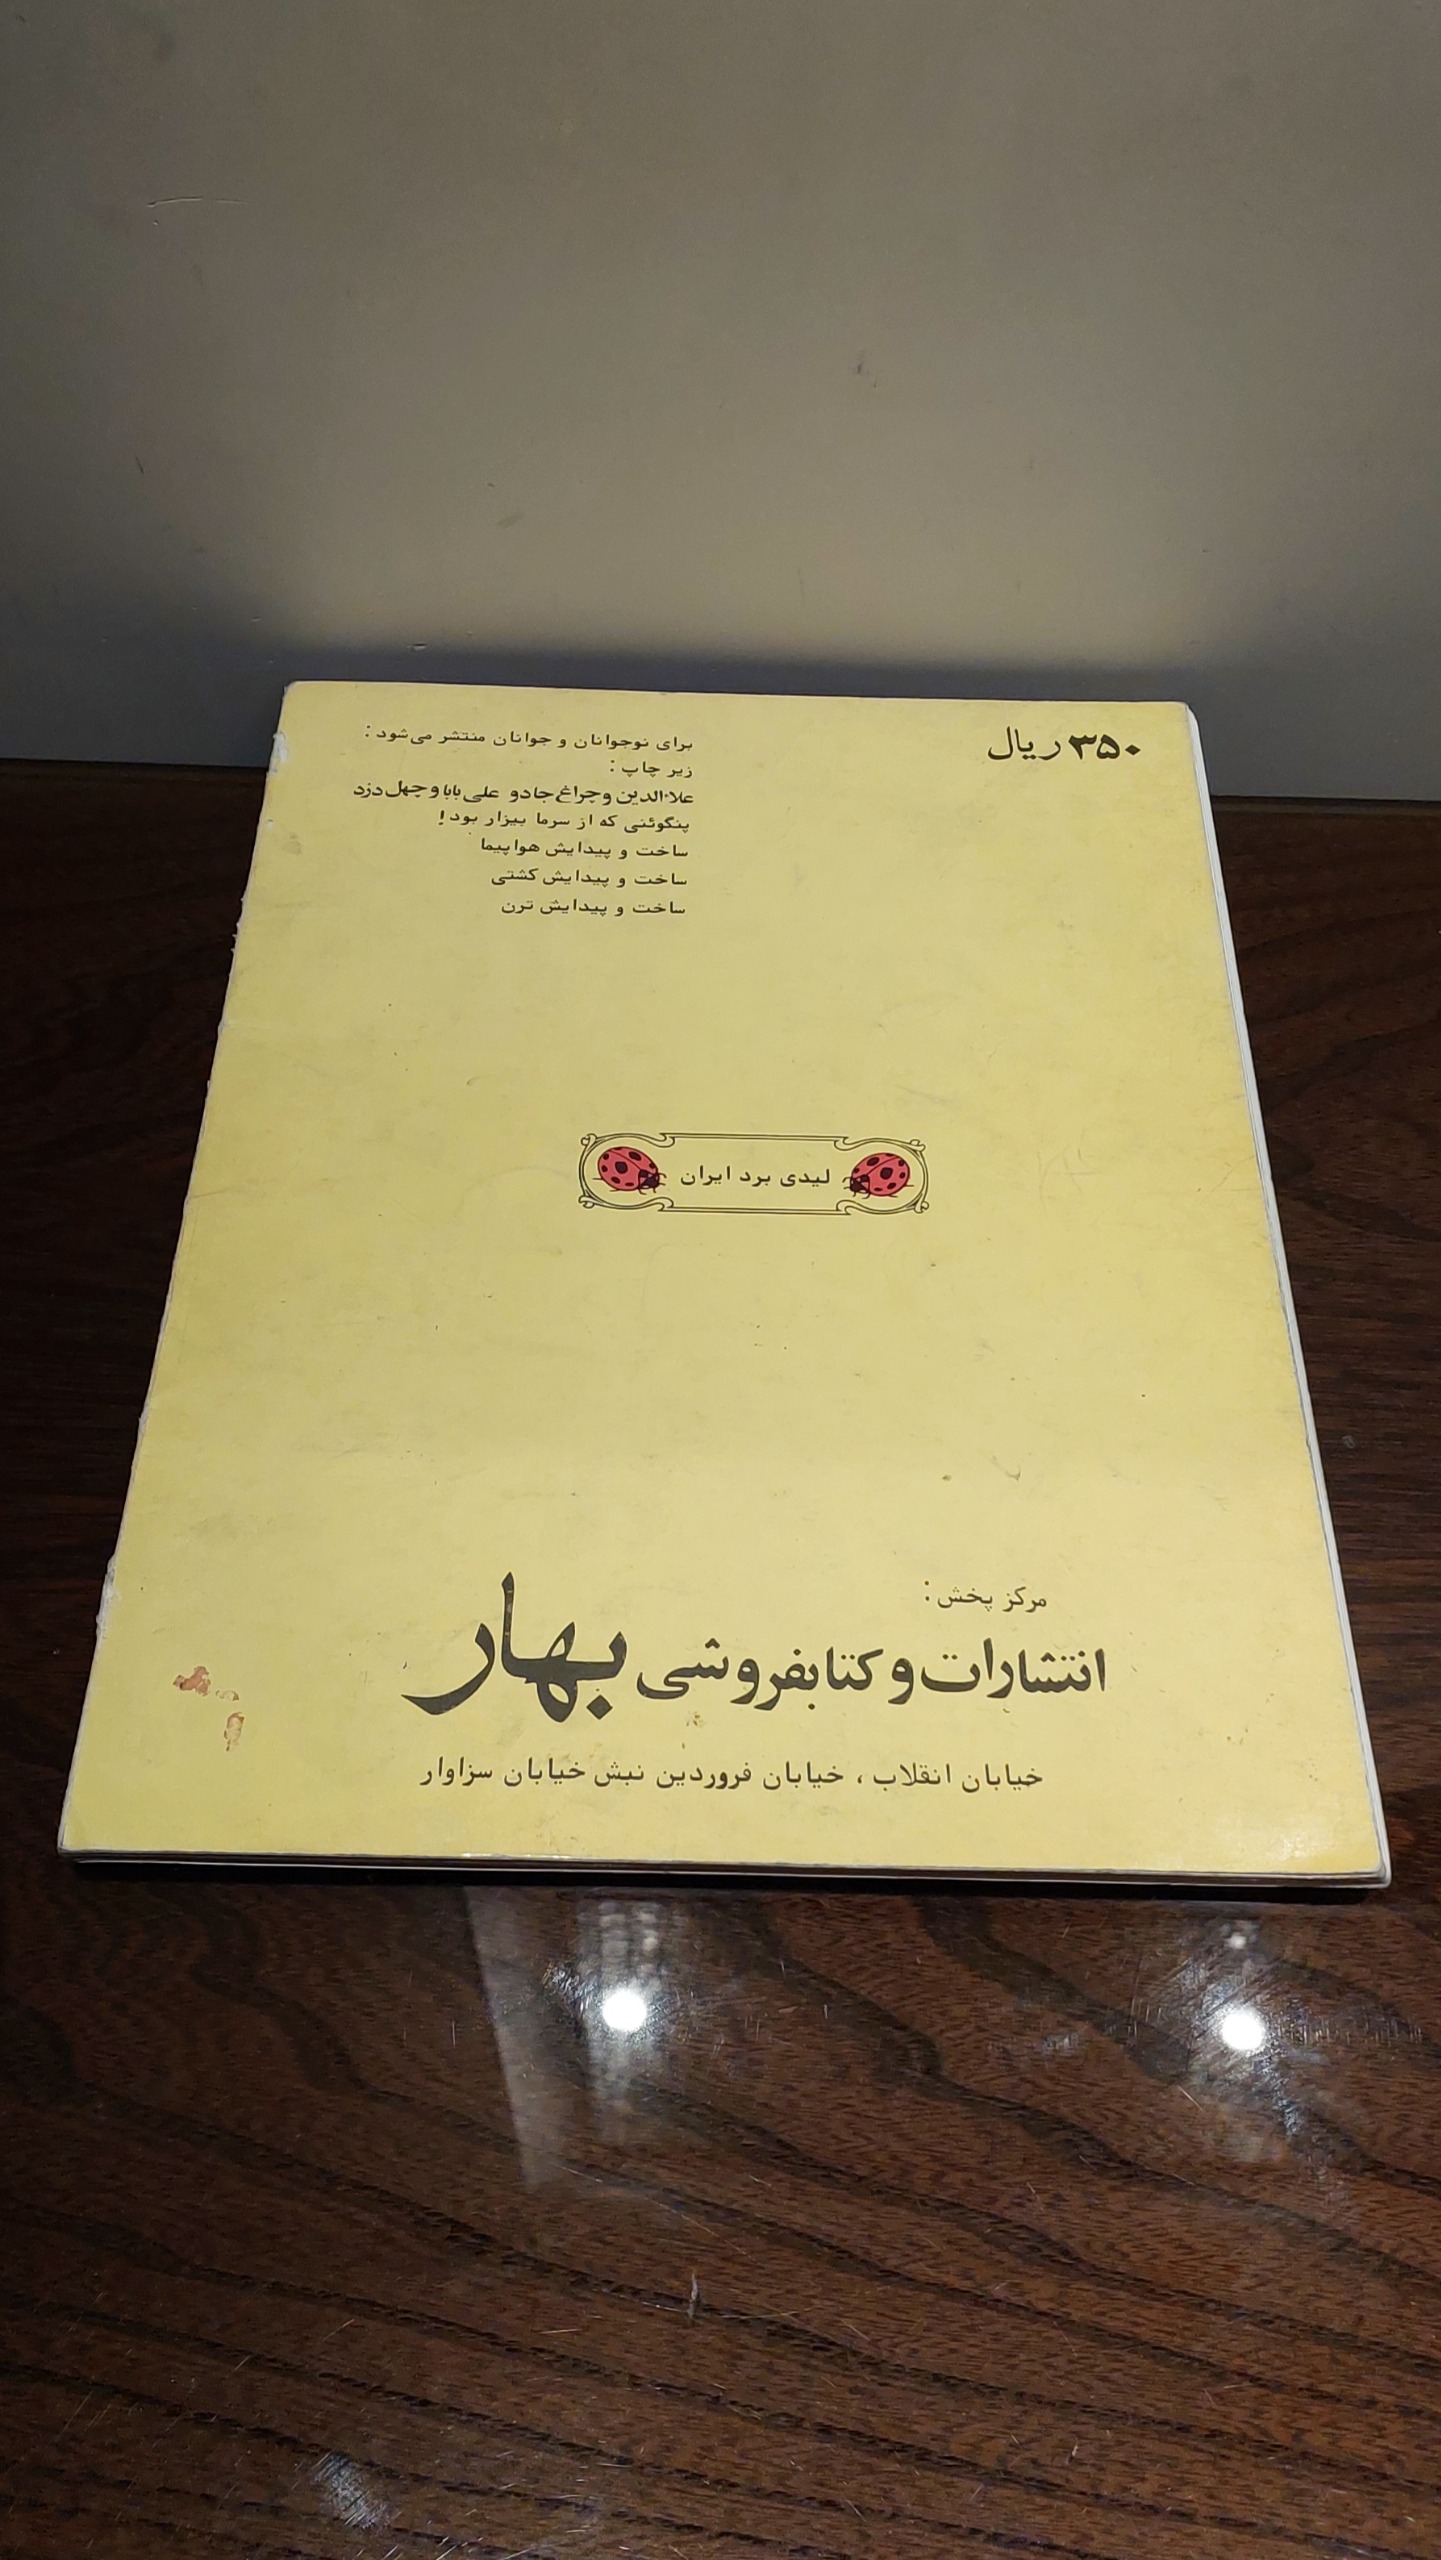 ۳۵۰ ریال
برای نوجوانان و جوانان منتشر می‌شود :
زیر چاپ :
علاءالدین و چراغ جادو علی بابا و چهل دزد
پنگوئنی که از سرما بیزار بود !
ساخت و پیدایش هواپیما
ساخت و پیدایش کشتی
ساخت و پیدایش ترن
لیدی برد ایران
مرکز پخش :
انتشارات و کتابفروشی بهار
خیابان انقلاب ، خیابان فروردین نبش خیابان سزاوار